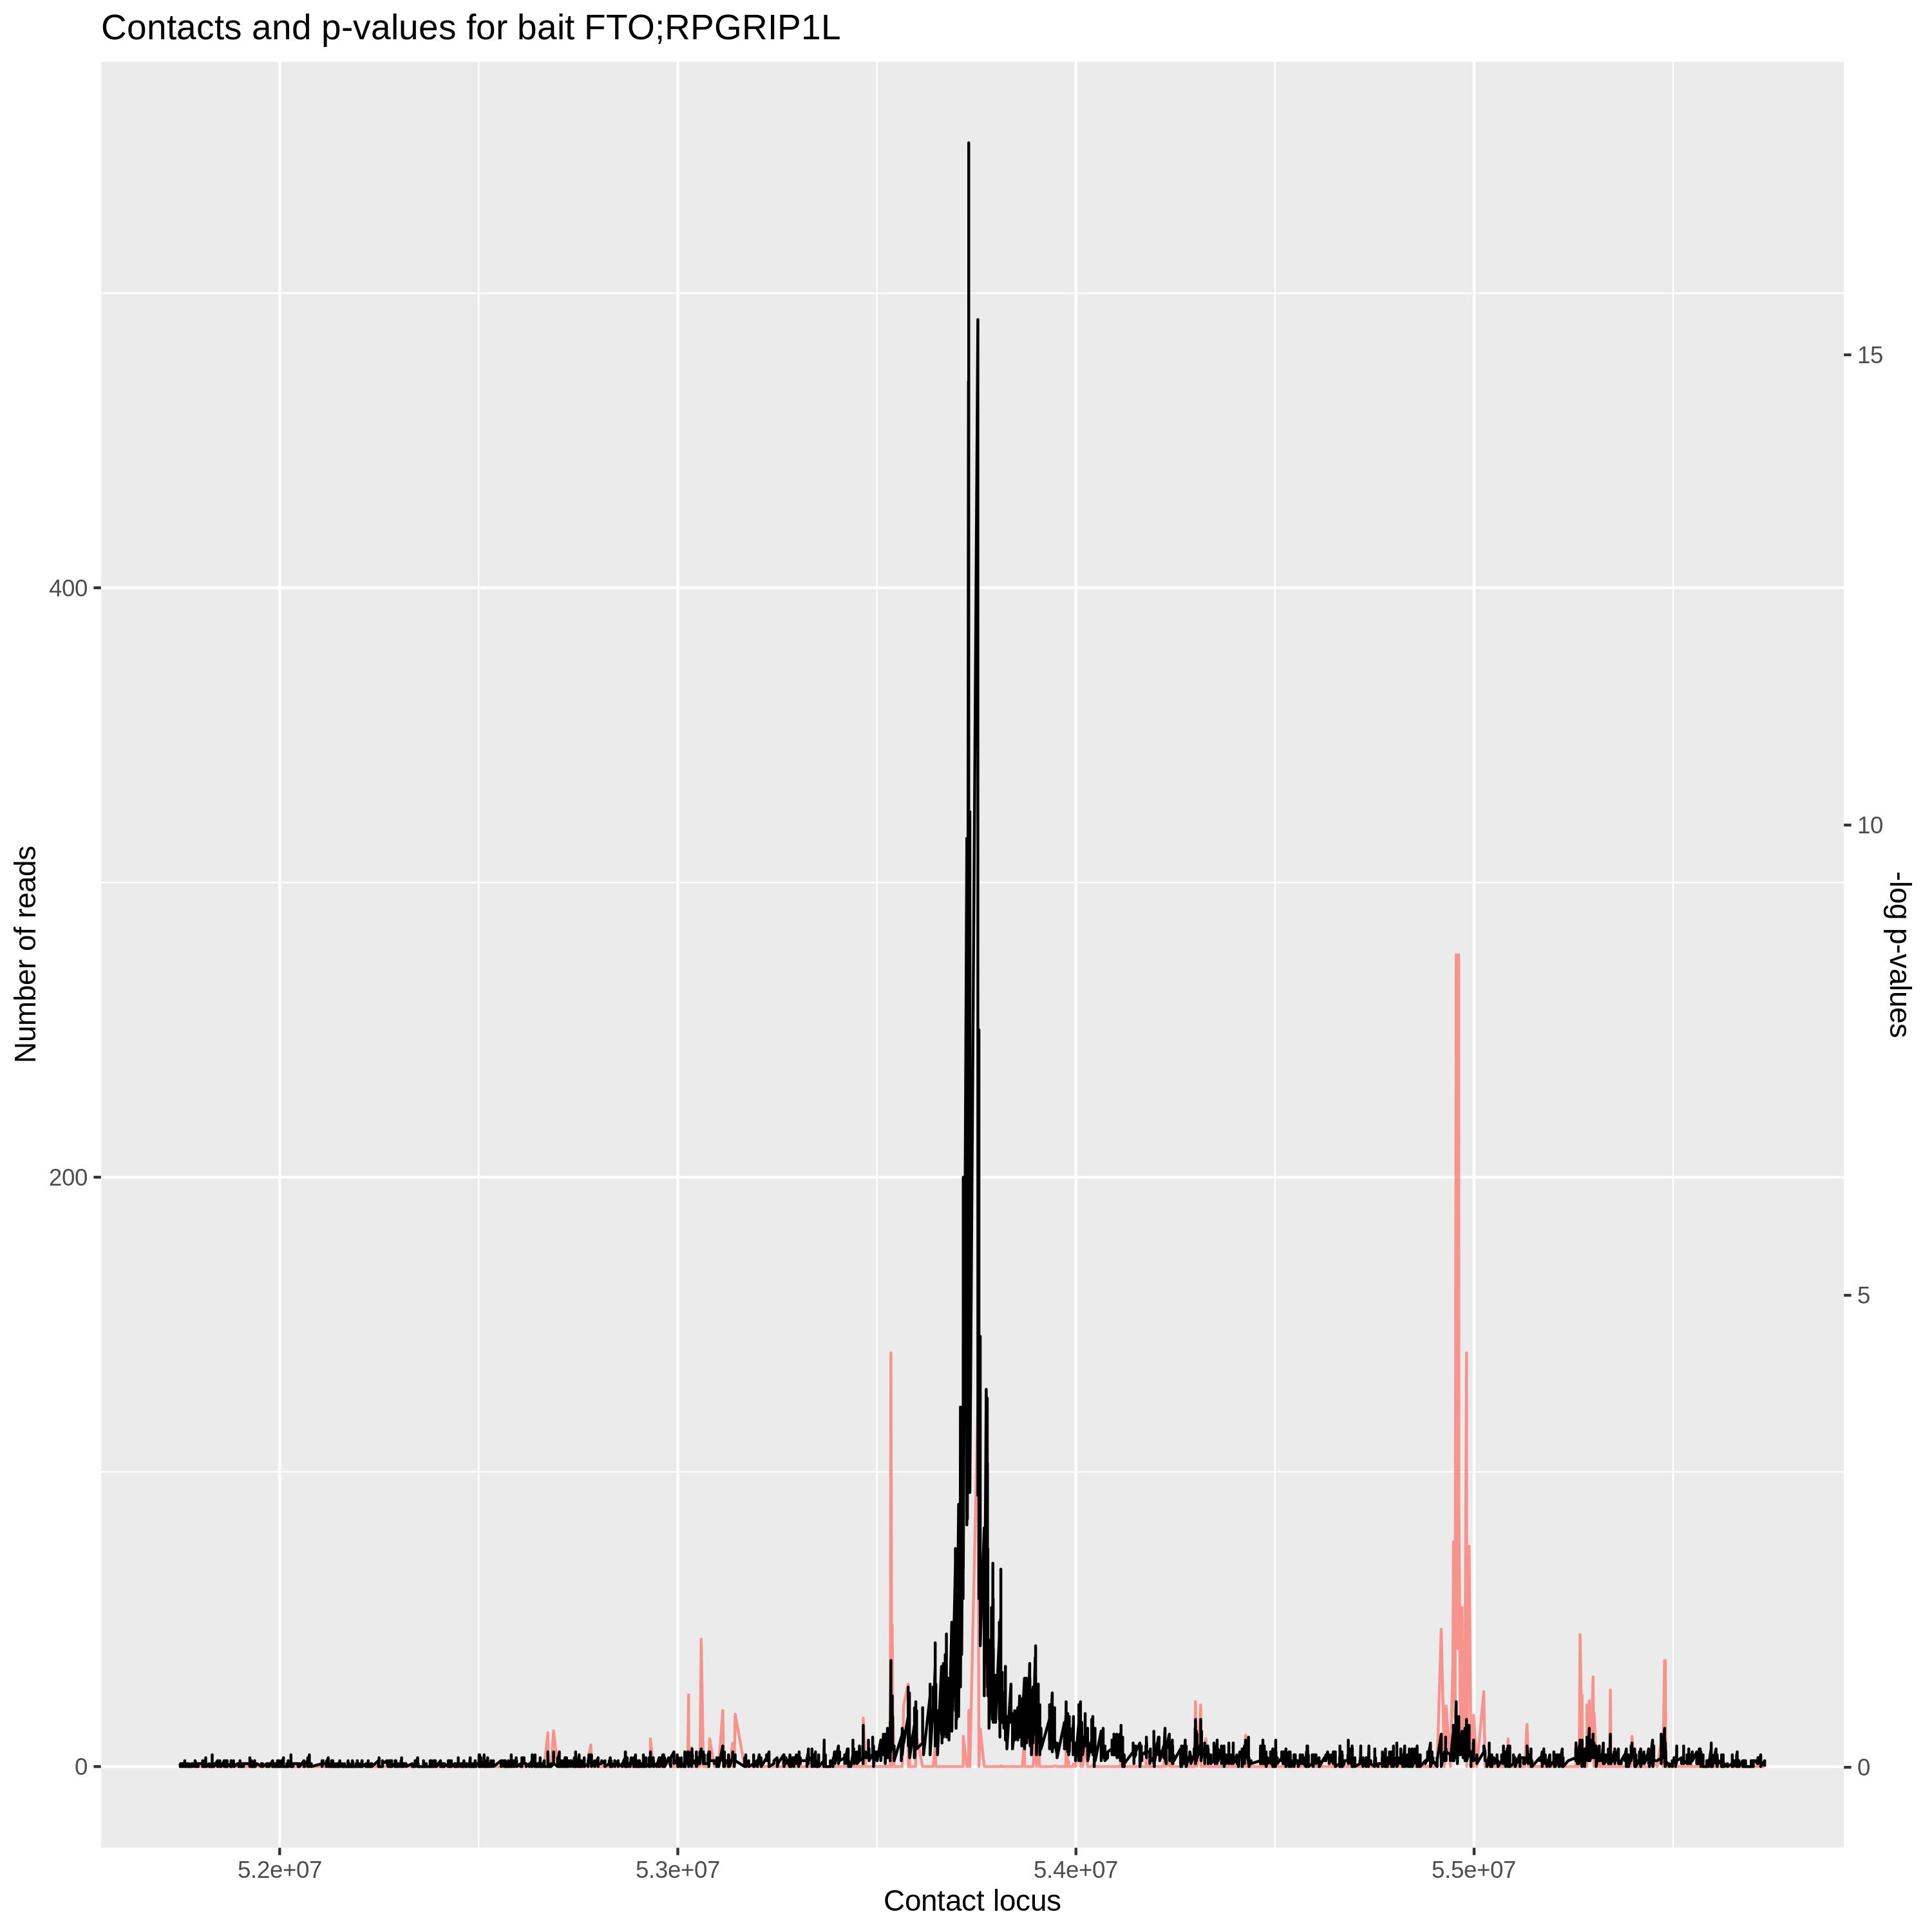 Contacts and p-values for bait FTO;RPGRIP1L
Number of reads
400
200
0
15
10
5
0
-log p-values
5.2e+07 5.3e+07 5.4e+07 5.5e+07
Contact locus